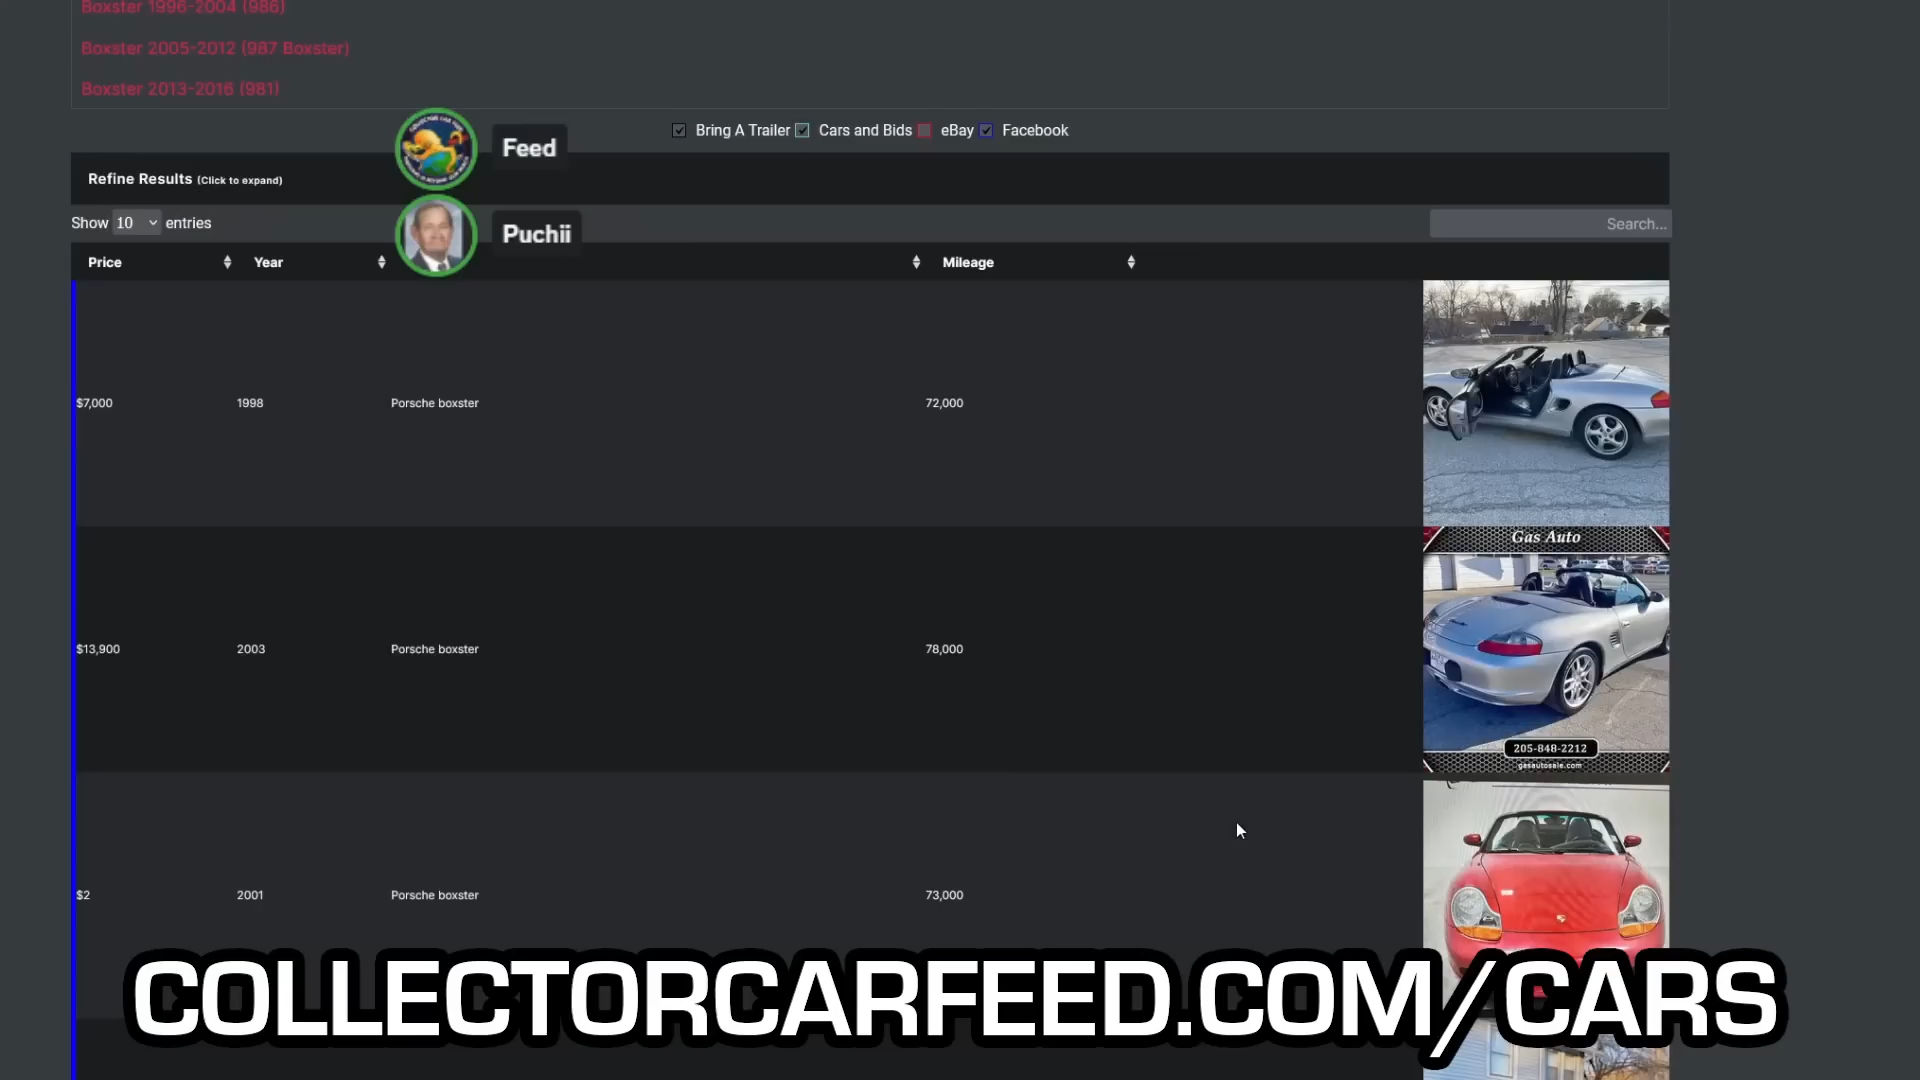 Boxster 1996-2004 (986)
Boxster 2005-2012 (987 Boxster)
Boxster 2013-2016 (981)
Bring A Trailer Cars and Bids eBay Facebook
Feed
Refine Results (Click to expand)
Show 10 entries
Search...
Puchii
Price Year Mileage
$7,000 1998 Porsche boxster 72,000
Gas Auto
$13,900 2003 Porsche boxster 78,000
205-848-2212
gasautosale.com
$2 2001 Porsche boxster 73,000
COLLECTORCARFEED.COM/CARS